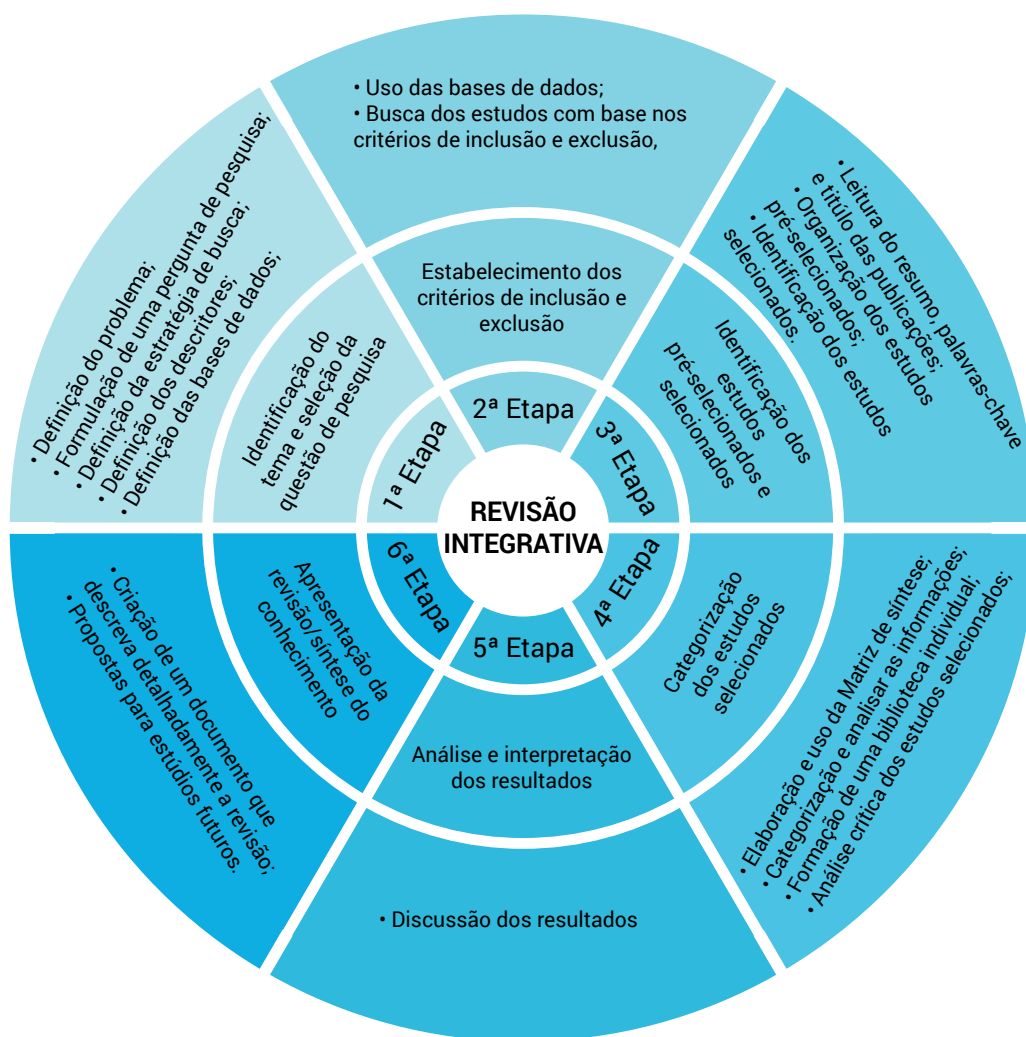 REVISÃO
INTEGRATIVA
1ª Etapa
Identificação do
tema e seleção da
questão de pesquisa
• Definição do problema;
• Formulação de uma pergunta de pesquisa;
• Definição da estratégia de busca;
• Definição dos descritores;
• Definição das bases de dados;
2ª Etapa
Estabelecimento dos
critérios de inclusão e
exclusão
• Uso das bases de dados;
• Busca dos estudos com base nos
critérios de inclusão e exclusão,
3ª Etapa
Identificação dos
estudos
pré-selecionados e
selecionados
• Leitura do resumo, palavras-chave
e titúlo das publicações;
• Organização dos estudos
pré-selecionados;
• Identificação dos estudos
selecionados.
4ª Etapa
Categorização
dos estudos
selecionados
• Elaboração e uso da Matriz de síntese;
• Categorização e analisar as informações;
• Formação de uma biblioteca individual;
• Análise crítica dos estudos selecionados;
5ª Etapa
Análise e interpretação
dos resultados
• Discussão dos resultados
6ª Etapa
Apresentação da
revisão/síntese do
conhecimento
• Criação de um documento que
descreva detalhadamente a revisão;
• Propostas para estúdios futuros.